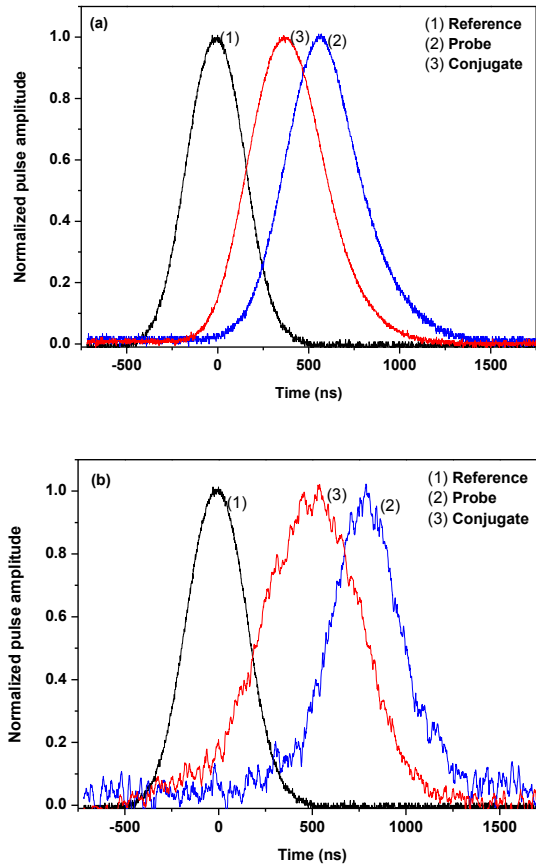 (a)
(1) Reference
(2) Probe
(3) Conjugate
(1)
(3)
(2)
Normalized pulse amplitude
1.0
0.8
0.6
0.4
0.2
0.0
-500 0 500 1000 1500
Time (ns)
(b)
(1) Reference
(2) Probe
(3) Conjugate
(1)
(3)
(2)
Normalized pulse amplitude
1.0
0.8
0.6
0.4
0.2
0.0
-500 0 500 1000 1500
Time (ns)